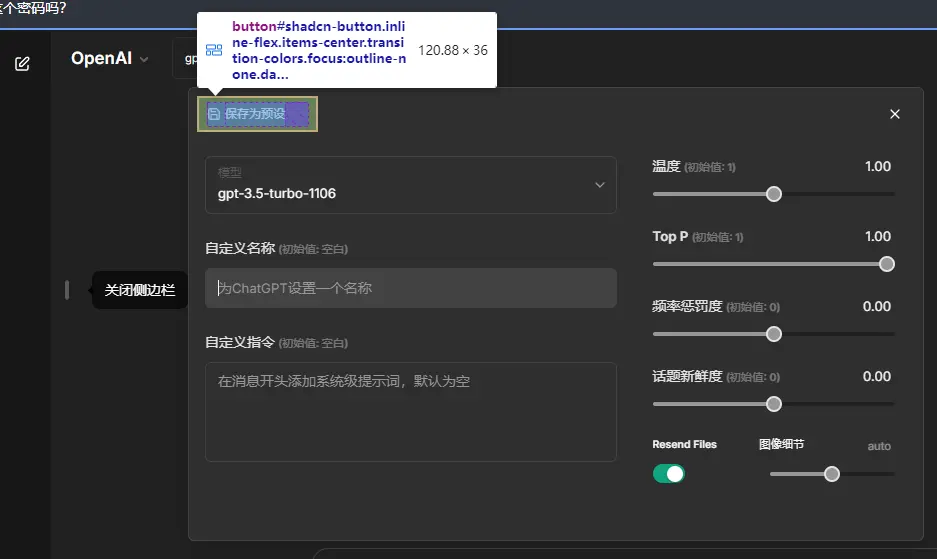 这个密码吗?
button#shadcn-button.inli
ne-flex.items-center.transi
tion-colors.focus:outline-n
one.da...
120.88 × 36
OpenAI
gp
保存为预设
模型
gpt-3.5-turbo-1106
自定义名称 (初始值: 空白)
为ChatGPT设置一个名称
关闭侧边栏
自定义指令 (初始值: 空白)
在消息开头添加系统级提示词，默认为空
温度 (初始值: 1)
1.00
Top P (初始值: 1)
1.00
频率惩罚度 (初始值: 0)
0.00
话题新鲜度 (初始值: 0)
0.00
Resend Files
图像细节
auto